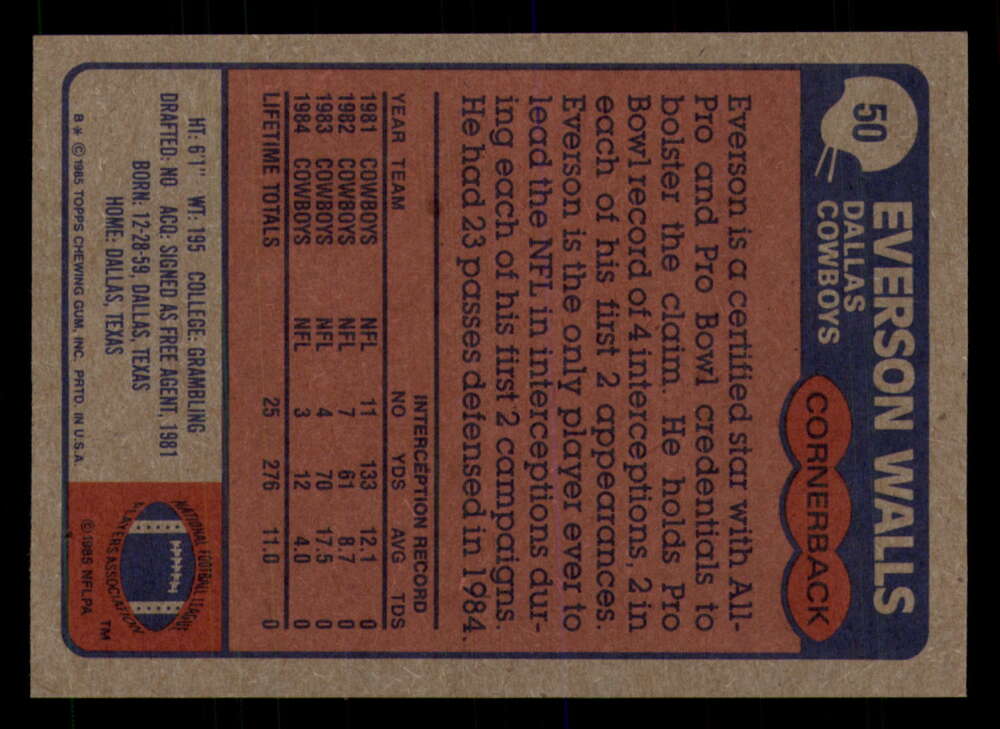 50
EVERSON WALLS
DALLAS
COWBOYS
CORNERBACK
Everson is a certified star with All-
Pro and Pro Bowl credentials to
bolster the claim. He holds Pro
Bowl record of 4 interceptions, 2 in
each of his first 2 appearances.
Everson is the only player ever to
lead the NFL in interceptions dur-
ing each of his first 2 campaigns.
He had 23 passes defensed in 1984.
INTERCEPTION RECORD
YEAR TEAM NO YDS AVG TDS
1981 COWBOYS NFL 11 133 12.1 0
1982 COWBOYS NFL 7 61 8.7 0
1983 COWBOYS NFL 4 70 17.5 0
1984 COWBOYS NFL 3 12 4.0 0
LIFETIME TOTALS 25 276 11.0 0
HT: 6'1" WT: 195 COLLEGE: GRAMBLING
DRAFTED: NO ACQ: SIGNED AS FREE AGENT, 1981
BORN: 12-28-59, DALLAS, TEXAS
HOME: DALLAS, TEXAS
B* © 1985 TOPPS CHEWING GUM, INC. PRTD. IN U.S.A.
NATIONAL FOOTBALL LEAGUE
PLAYERS ASSOCIATION
TM
© 1985 NFLPA